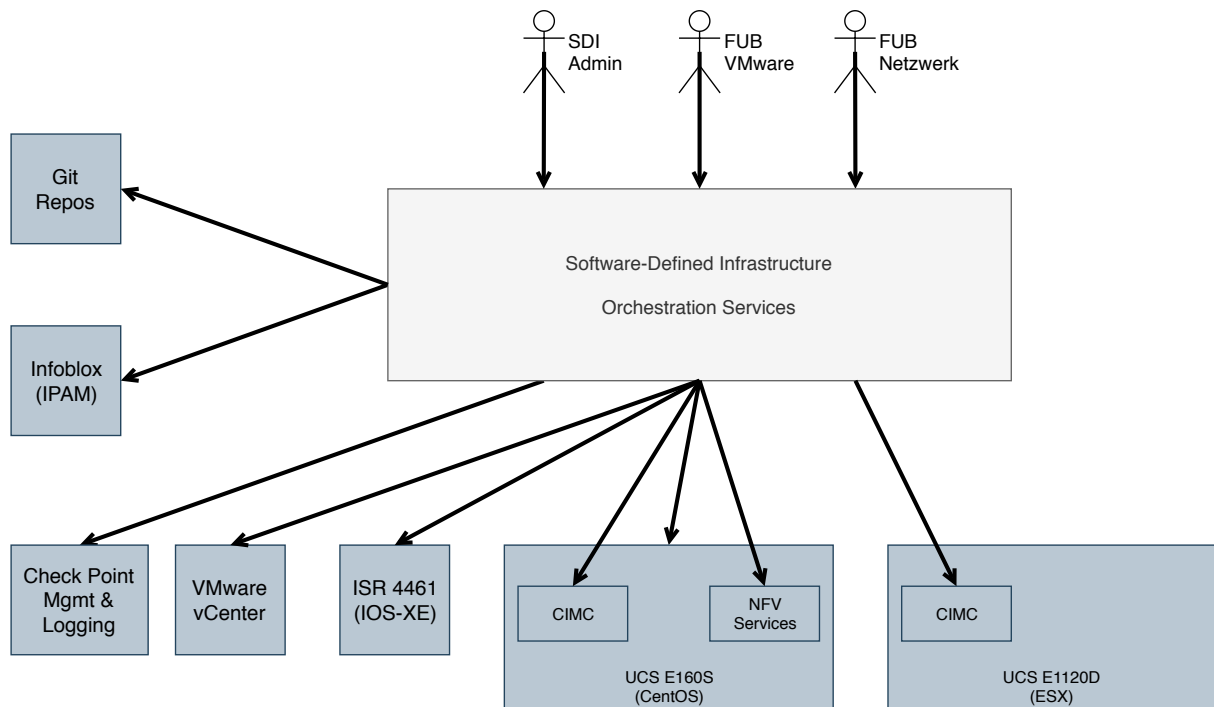 SDI
Admin
FUB
VMware
FUB
Netzwerk
Git
Repos
Software-Defined Infrastructure
Orchestration Services
Infoblox
(IPAM)
Check Point
Mgmt &
Logging
VMware
vCenter
ISR 4461
(IOS-XE)
CIMC
NFV
Services
UCS E160S
(CentOS)
CIMC
UCS E1120D
(ESX)